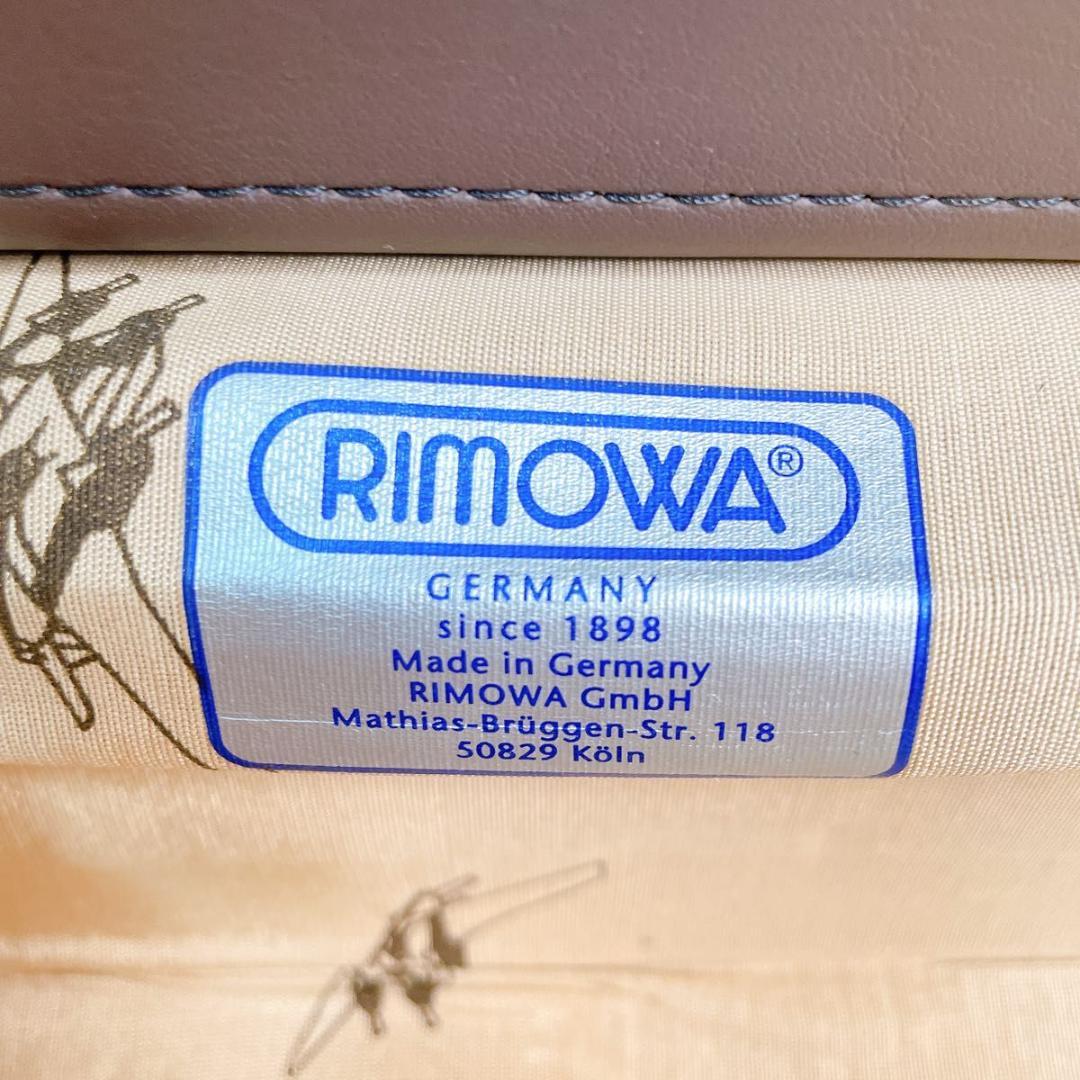 RIMOWA®
GERMANY
since 1898
Made in Germany
RIMOWA GmbH
Mathias-Brüggen-Str. 118
50829 Köln